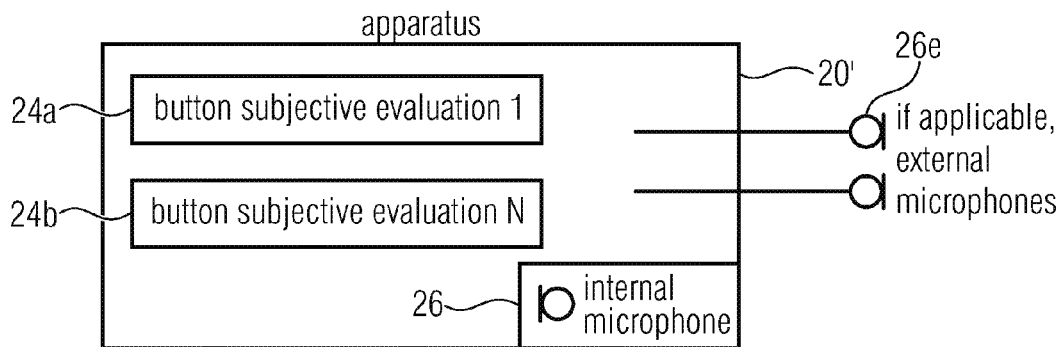 apparatus
26e
20'
24a
button subjective evaluation 1
if applicable,
external
microphones
24b
button subjective evaluation N
26
internal
microphone